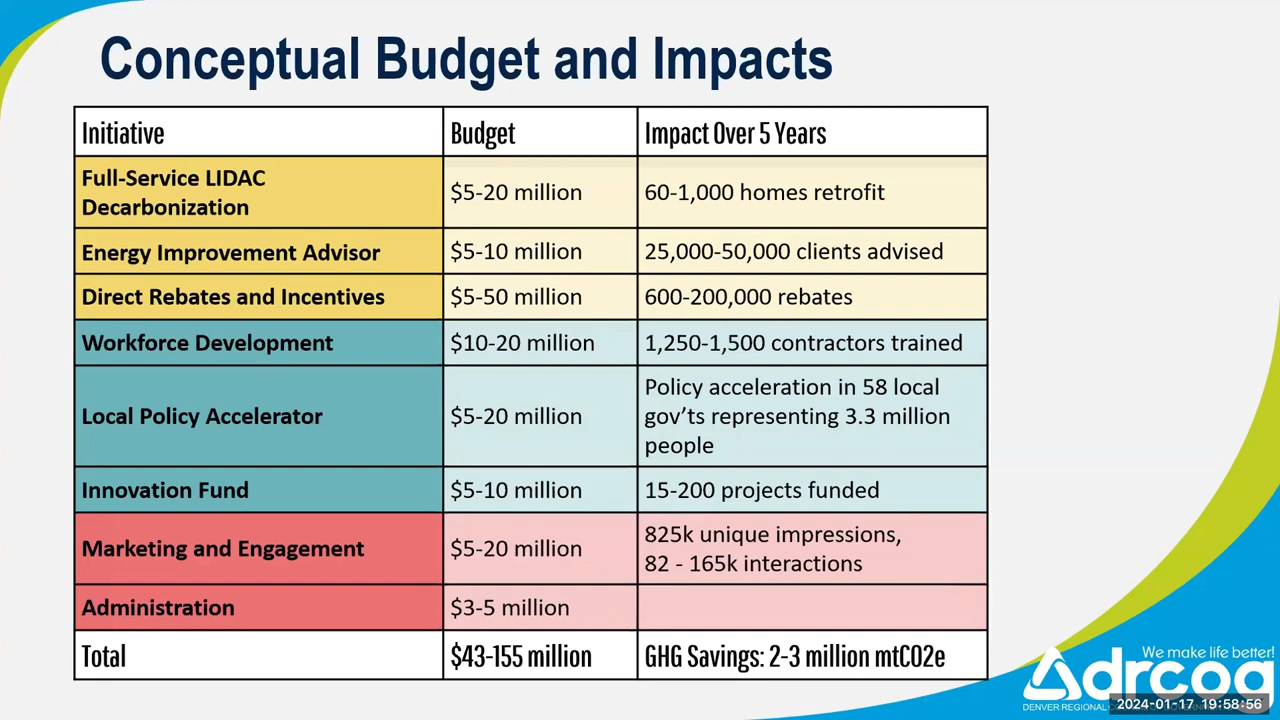 Conceptual Budget and Impacts
Initiative Budget Impact Over 5 Years
Full-Service LIDAC
Decarbonization
$5-20 million 60-1,000 homes retrofit
Energy Improvement Advisor $5-10 million 25,000-50,000 clients advised
Direct Rebates and Incentives $5-50 million 600-200,000 rebates
Workforce Development $10-20 million 1,250-1,500 contractors trained
Local Policy Accelerator $5-20 million
Policy acceleration in 58 local
gov'ts representing 3.3 million
people
Innovation Fund $5-10 million 15-200 projects funded
Marketing and Engagement $5-20 million
825k unique impressions,
82 - 165k interactions
Administration $3-5 million
Total $43-155 million GHG Savings: 2-3 million mtCO2e
We make life better!
drcog
DENVER REGIONAL
2024-01-17 19:58:56